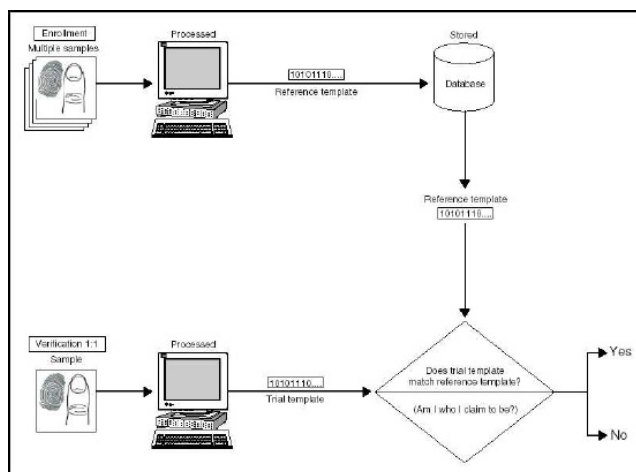 Enrollment
Multiple samples
Processed
10101110....
Reference template
Stored
Database
Reference template
10101110....
Verification 1:1
Sample
Processed
10101110....
Trial template
Does trial template
match reference template?
(Am I who I claim to be?)
Yes
No